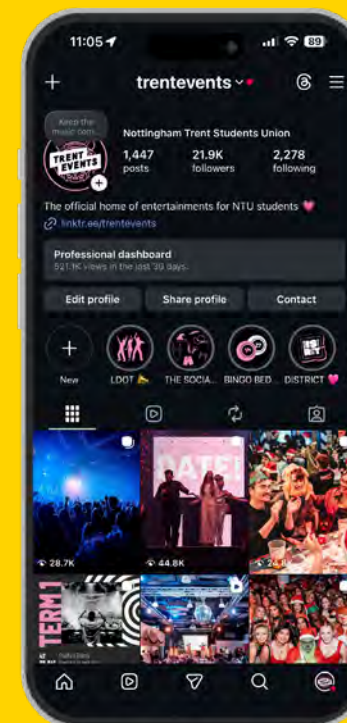 11:05
89
trentevents
Keep the
music com...
TRENT
EVENTS
Nottingham Trent Students Union
1,447
21.9K
2,278
posts
followers
following
The official home of entertainments for NTU students
linktr.ee/trentevents
Professional dashboard
521.1K views in the last 30 days.
Edit profile
Share profile
Contact
New
LDOT
THE SOCIA...
BINGO BED...
DISTRICT
DATE!
28.7K
44.8K
TERM 1